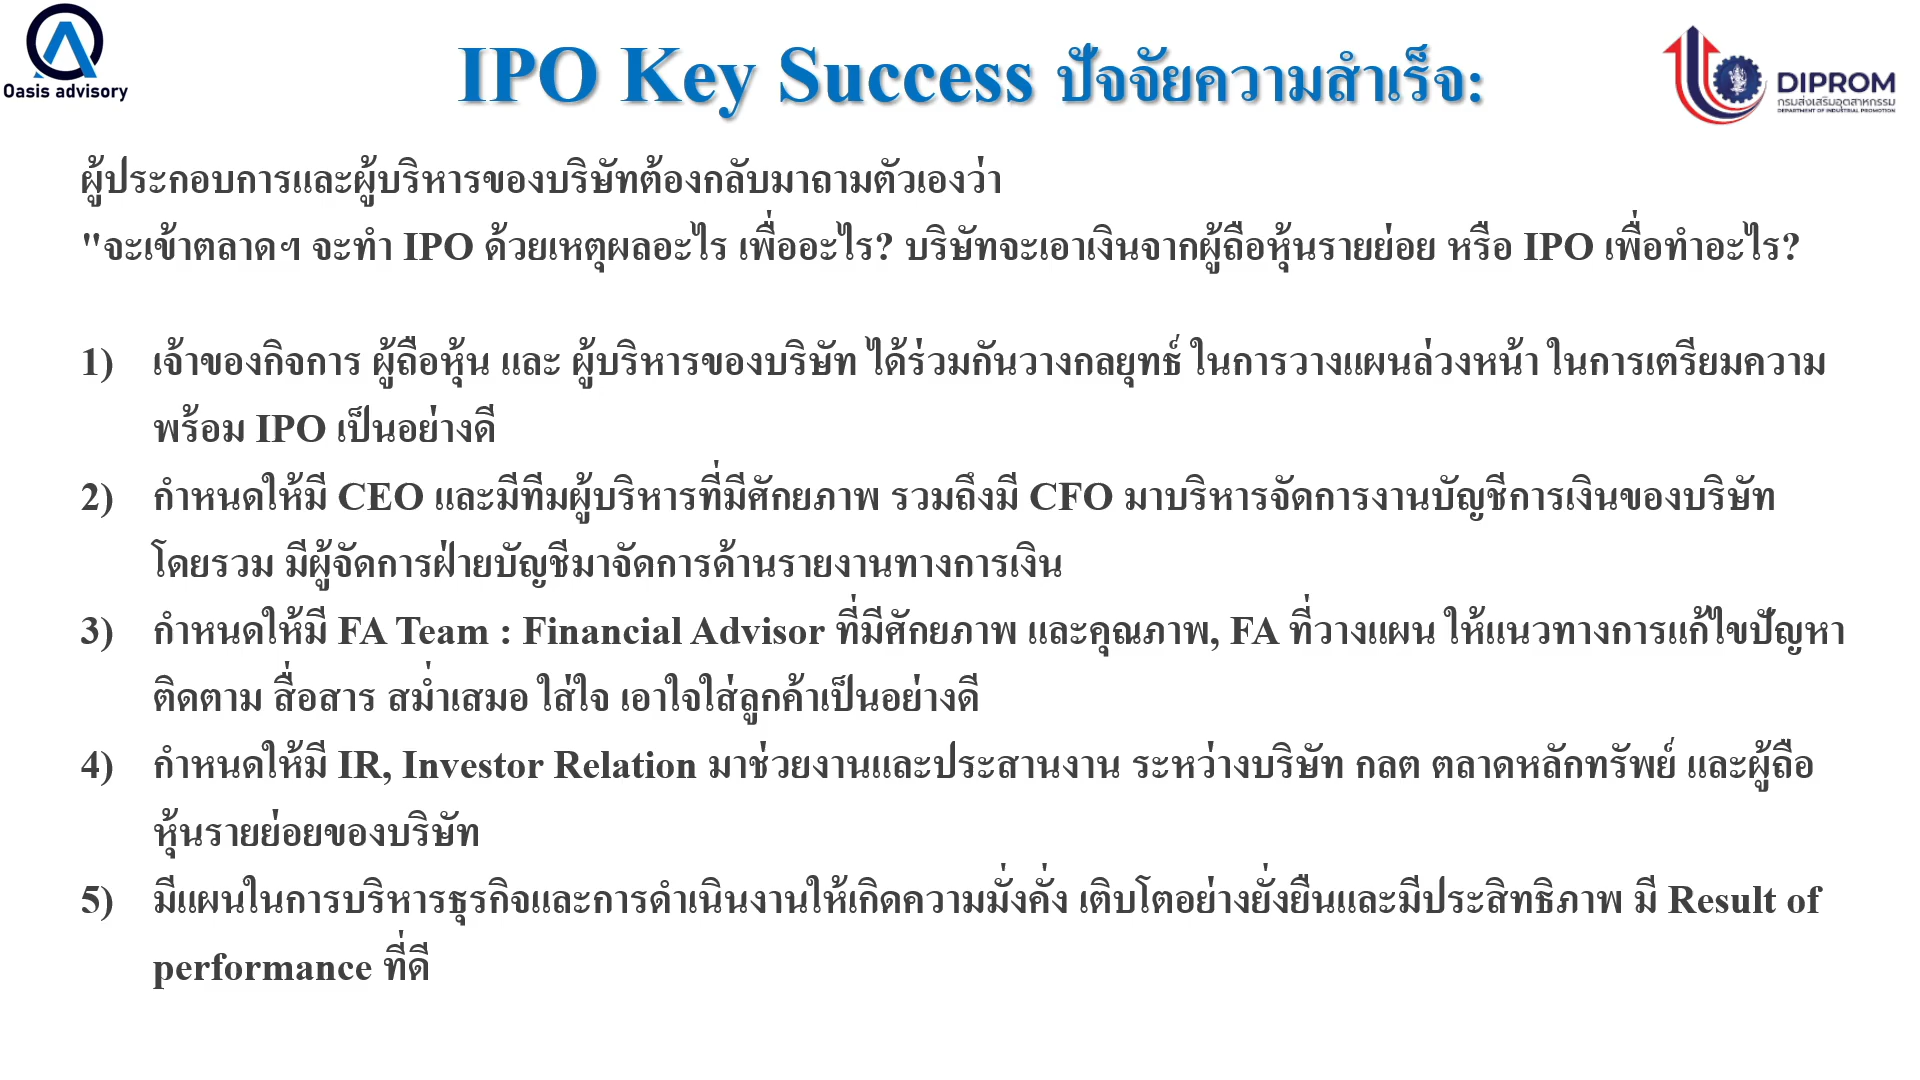 Oasis advisory
IPO Key Success ปัจจัยความสำเร็จ:
DIPROM
กรมส่งเสริมอุตสาหกรรม
DEPARTMENT OF INDUSTRIAL PROMOTION
ผู้ประกอบการและผู้บริหารของบริษัทต้องกลับมาถามตัวเองว่า
"จะเข้าตลาดฯ จะทำ IPO ด้วยเหตุผลอะไร เพื่ออะไร? บริษัทจะเอาเงินจากผู้ถือหุ้นรายย่อย หรือ IPO เพื่อทำอะไร?
1) เจ้าของกิจการ ผู้ถือหุ้น และ ผู้บริหารของบริษัท ได้ร่วมกันวางกลยุทธ์ ในการวางแผนล่วงหน้า ในการเตรียมความ
พร้อม IPO เป็นอย่างดี
2) กำหนดให้มี CEO และมีทีมผู้บริหารที่มีศักยภาพ รวมถึงมี CFO มาบริหารจัดการงานบัญชีการเงินของบริษัท
โดยรวม มีผู้จัดการฝ่ายบัญชีมาจัดการด้านรายงานทางการเงิน
3) กำหนดให้มี FA Team : Financial Advisor ที่มีศักยภาพ และคุณภาพ, FA ที่วางแผน ให้แนวทางการแก้ไขปัญหา
ติดตาม สื่อสาร สม่ำเสมอ ใส่ใจ เอาใจใส่ลูกค้าเป็นอย่างดี
4) กำหนดให้มี IR, Investor Relation มาช่วยงานและประสานงาน ระหว่างบริษัท กลต ตลาดหลักทรัพย์ และผู้ถือ
หุ้นรายย่อยของบริษัท
5) มีแผนในการบริหารธุรกิจและการดำเนินงานให้เกิดความมั่งคั่ง เติบโตอย่างยั่งยืนและมีประสิทธิภาพ มี Result of
performance ที่ดี